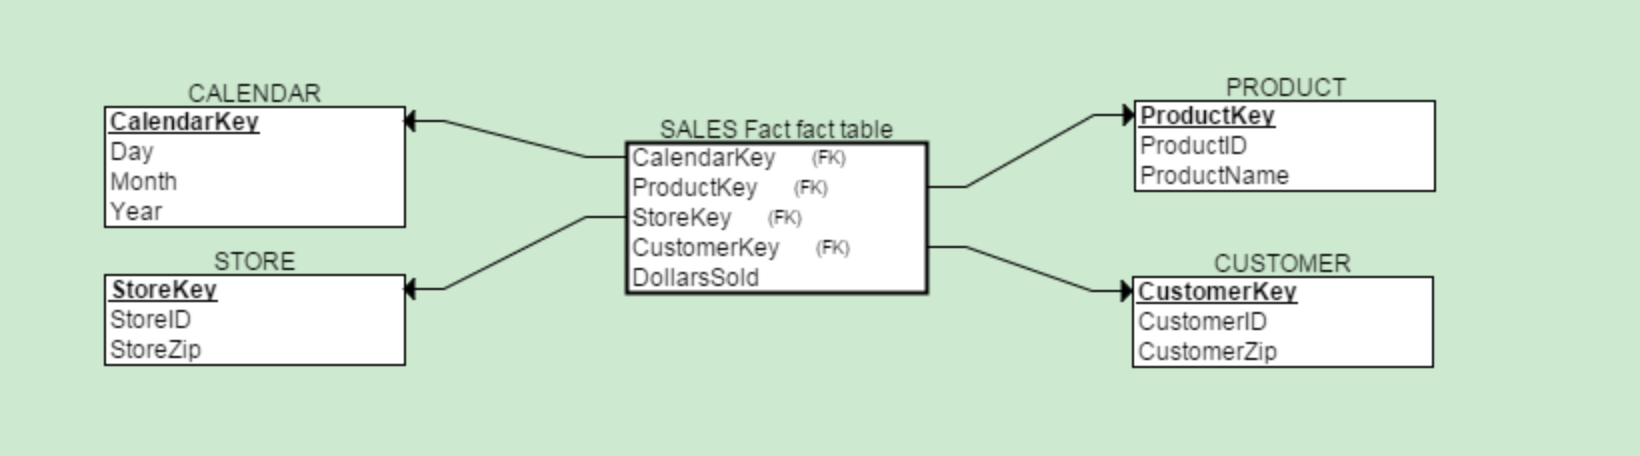 CALENDAR
CalendarKey
Day
Month
Year
STORE
StoreKey
StoreID
StoreZip
SALES Fact fact table
CalendarKey (FK)
ProductKey (FK)
StoreKey (FK)
CustomerKey (FK)
DollarsSold
PRODUCT
ProductKey
ProductID
ProductName
CUSTOMER
CustomerKey
CustomerID
CustomerZip